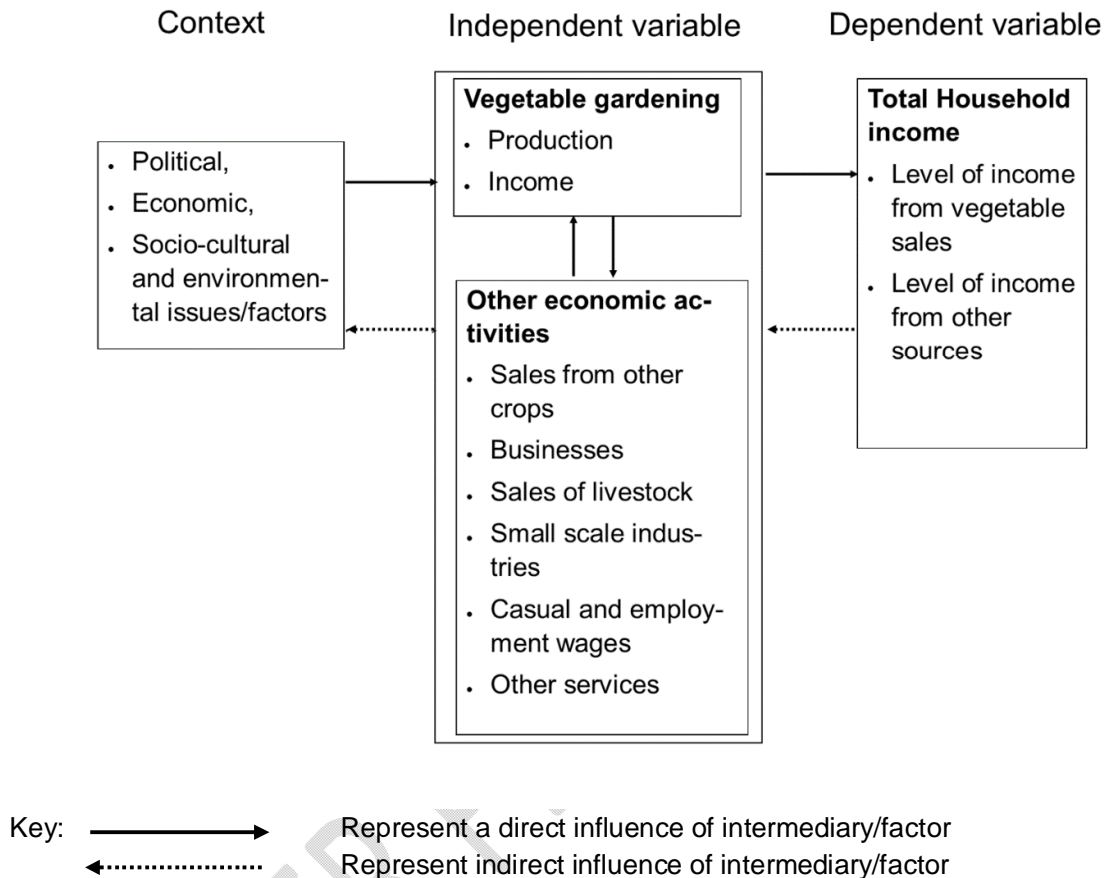 Context
Independent variable
Dependent variable
• Political,
• Economic,
• Socio-cultural
and environmen-
tal issues/factors
Vegetable gardening
• Production
• Income
Other economic ac-
tivities
• Sales from other
crops
• Businesses
• Sales of livestock
• Small scale indus-
tries
• Casual and employ-
ment wages
• Other services
Total Household
income
• Level of income
from vegetable
sales
• Level of income
from other
sources
Key:
Represent a direct influence of intermediary/factor
Represent indirect influence of intermediary/factor